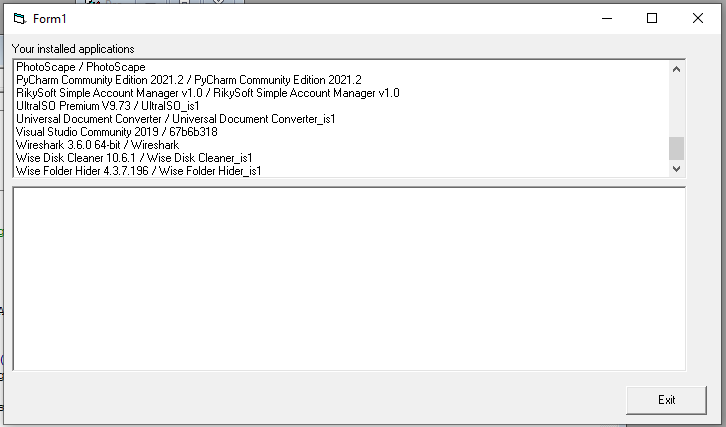 Form1
Your installed applications
PhotoScape / PhotoScape
PyCharm Community Edition 2021.2 / PyCharm Community Edition 2021.2
RikySoft Simple Account Manager v1.0 / RikySoft Simple Account Manager v1.0
UltraISO Premium V9.73 / UltraISO_is1
Universal Document Converter / Universal Document Converter_is1
Visual Studio Community 2019 / 67b6b318
Wireshark 3.6.0 64-bit / Wireshark
Wise Disk Cleaner 10.6.1 / Wise Disk Cleaner_is1
Wise Folder Hider 4.3.7.196 / Wise Folder Hider_is1
Exit